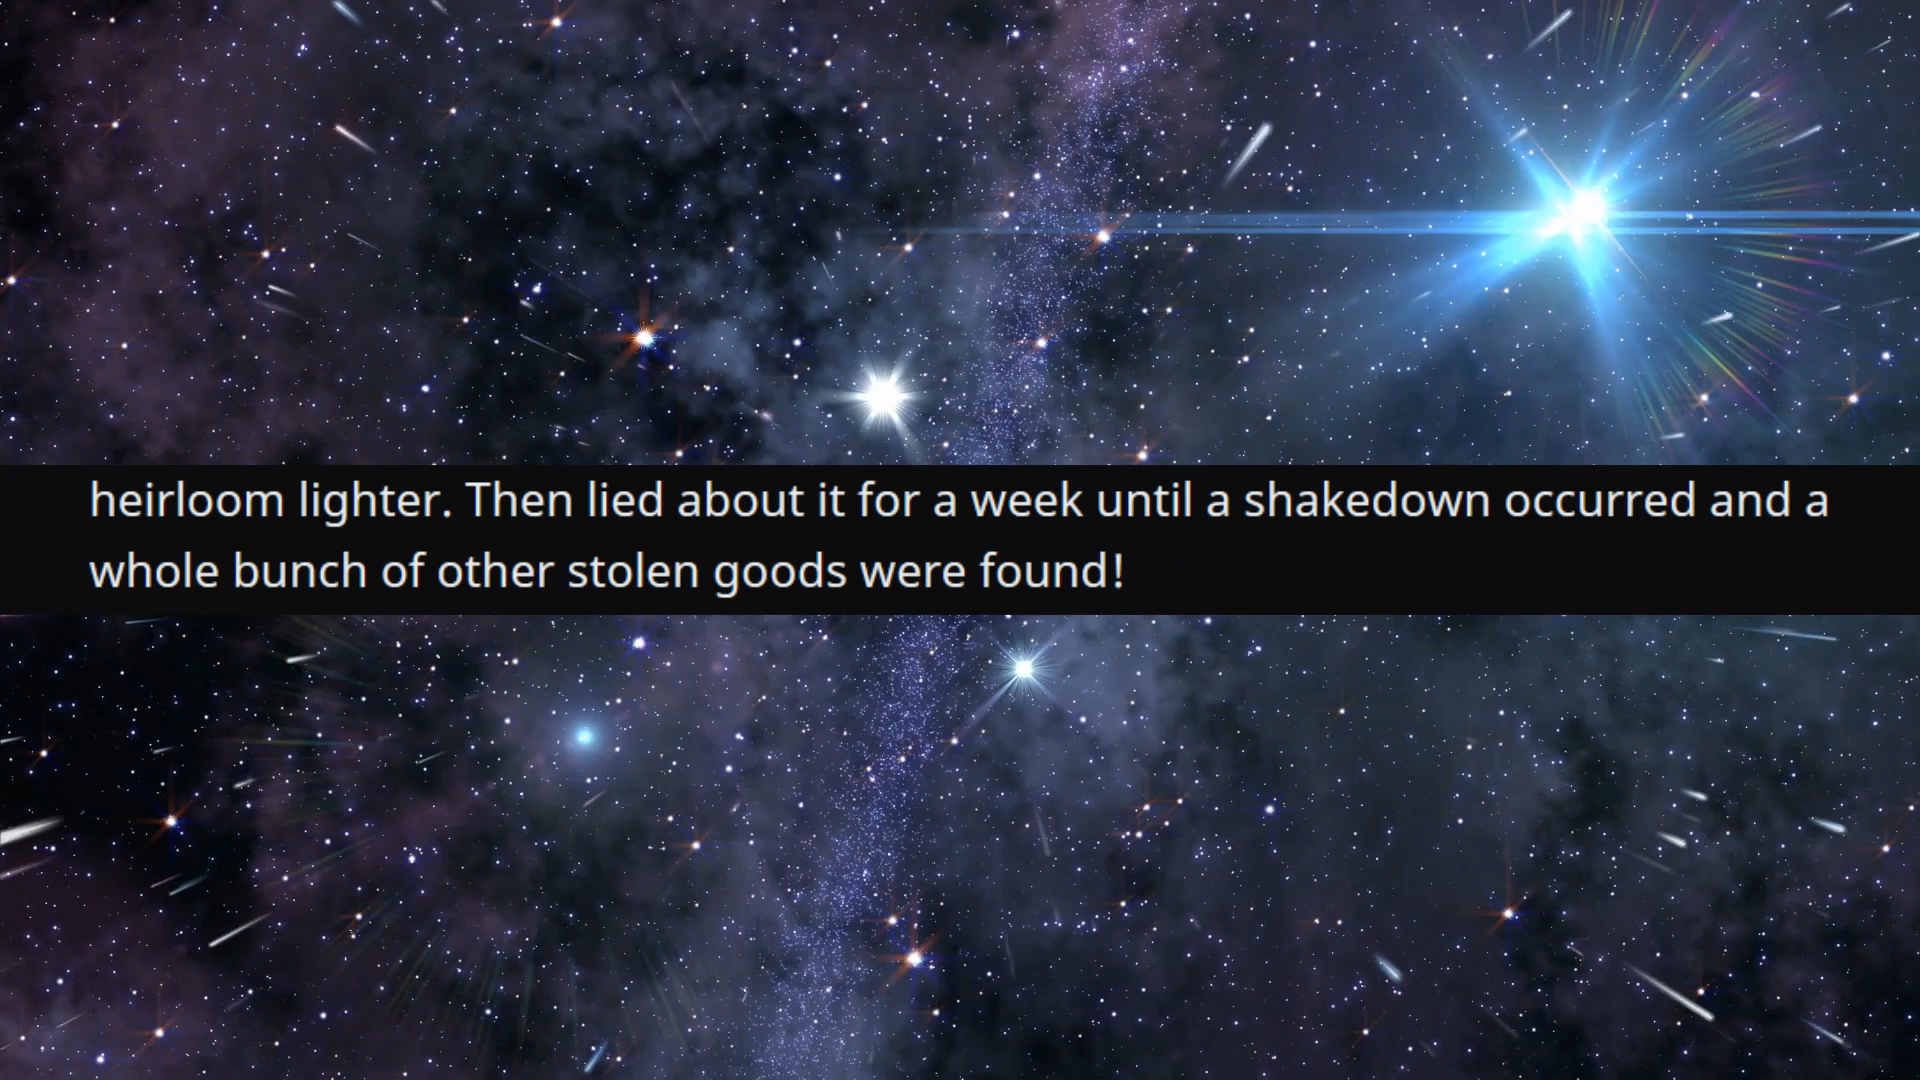 heirloom lighter. Then lied about it for a week until a shakedown occurred and a
whole bunch of other stolen goods were found!